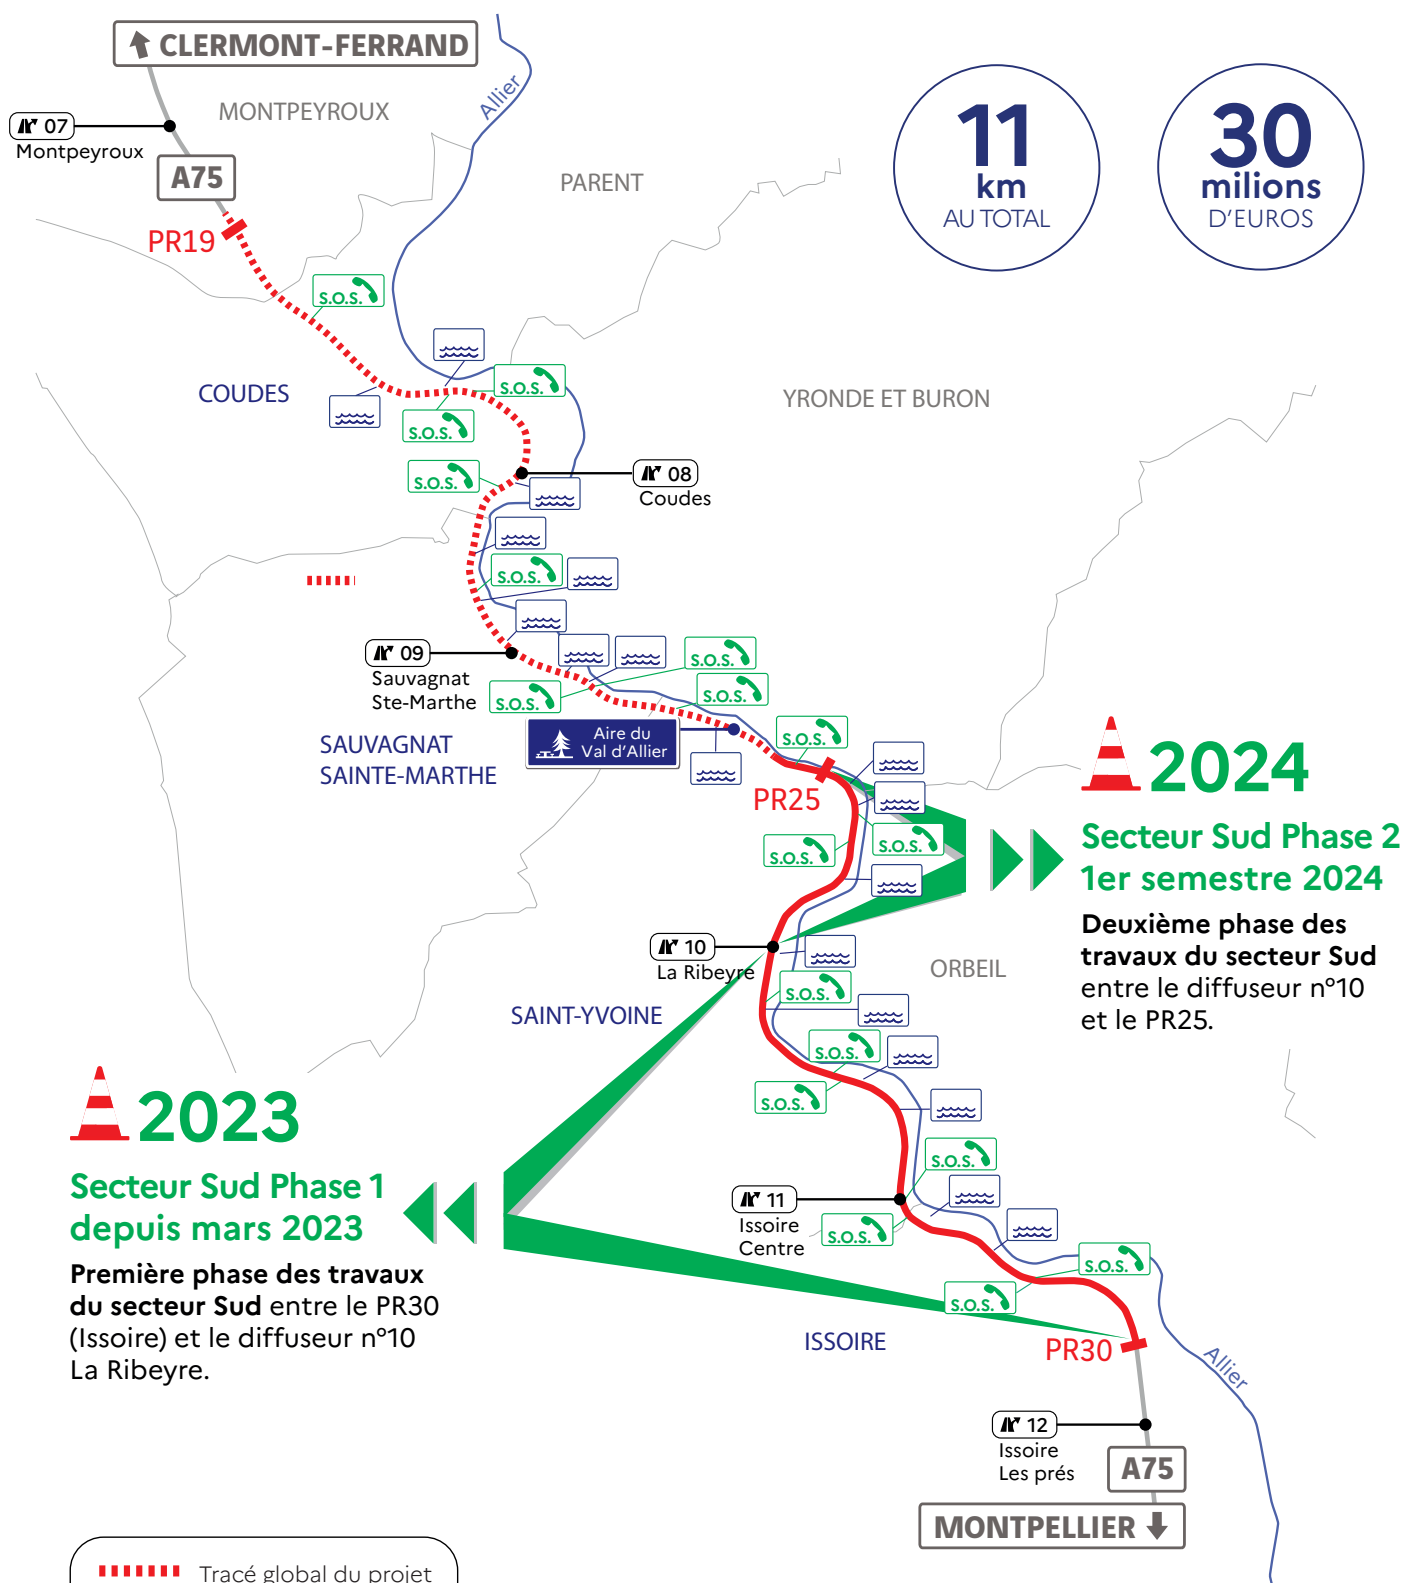 CLERMONT-FERRAND
Allier
MONTPEYROUX
07
Montpeyroux
A75
PARENT
11
km
AU TOTAL
30
milions
D'EUROS
PR19
S.O.S.
COUDES
S.O.S.
S.O.S.
YRONDE ET BURON
S.O.S.
08
Coudes
S.O.S.
09
Sauvagnat
Ste-Marthe
S.O.S.
S.O.S.
S.O.S.
Aire du
Val d'Allier
S.O.S.
SAUVAGNAT
SAINTE-MARTHE
PR25
S.O.S.
S.O.S.
2024
Secteur Sud Phase 2
1er semestre 2024
Deuxième phase des
travaux du secteur Sud
entre le diffuseur n°10
et le PR25.
10
La Ribeyre
ORBEIL
S.O.S.
SAINT-YVOINE
S.O.S.
S.O.S.
2023
Secteur Sud Phase 1
depuis mars 2023
Première phase des travaux
du secteur Sud entre le PR30
(Issoire) et le diffuseur n°10
La Ribeyre.
S.O.S.
11
Issoire
Centre
S.O.S.
S.O.S.
S.O.S.
ISSOIRE
PR30
Allier
12
Issoire
Les prés
A75
MONTPELLIER
Tracé global du projet